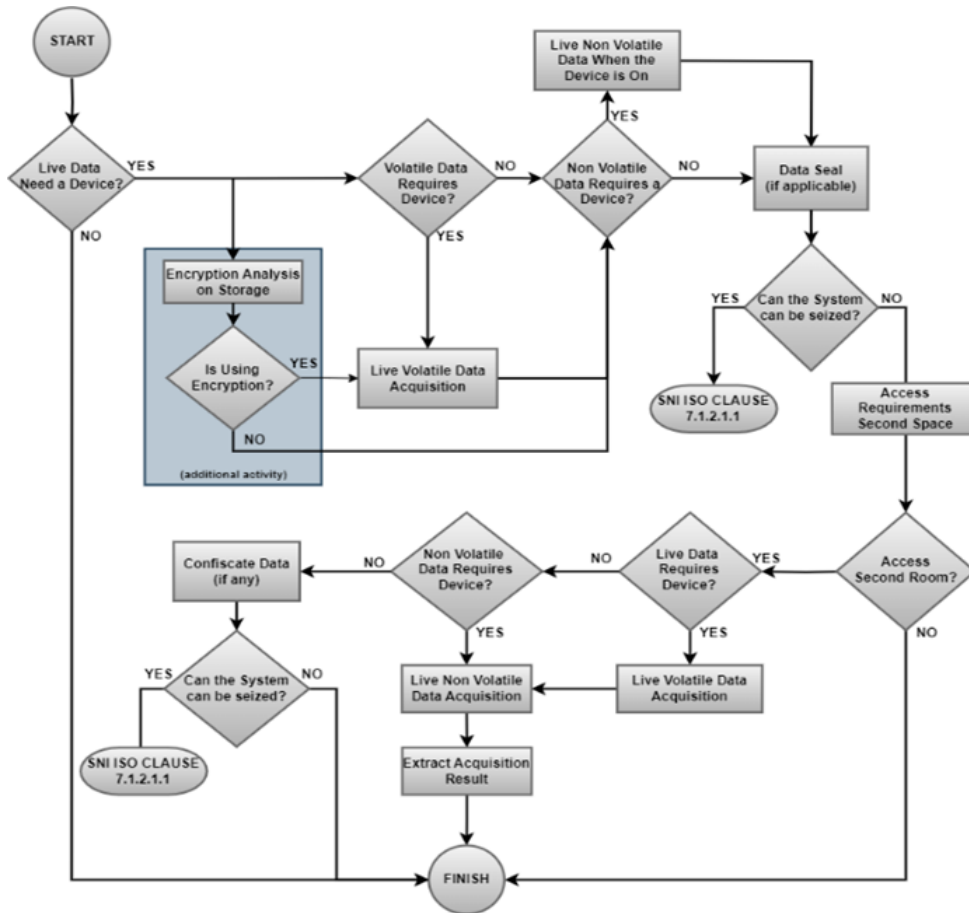 START
Live Data
Need a Device?
YES
NO
Volatile Data
Requires
Device?
NO
YES
Live Non Volatile
Data When the
Device is On
YES
Non Volatile
Data Requires a
Device?
NO
Data Seal
(if applicable)
Encryption Analysis
on Storage
Is Using
Encryption?
YES
NO
(additional activity)
Live Volatile Data
Acquisition
YES
Can the System
can be seized?
NO
SNI ISO CLAUSE
7.1.2.1.1
Access
Requirements
Second Space
Access
Second Room?
YES
NO
Live Data
Requires
Device?
NO
YES
Non Volatile
Data Requires
Device?
NO
YES
Confiscate Data
(if any)
YES
Can the System
can be seized?
NO
SNI ISO CLAUSE
7.1.2.1.1
Live Non Volatile
Data Acquisition
Live Volatile Data
Acquisition
Extract Acquisition
Result
FINISH